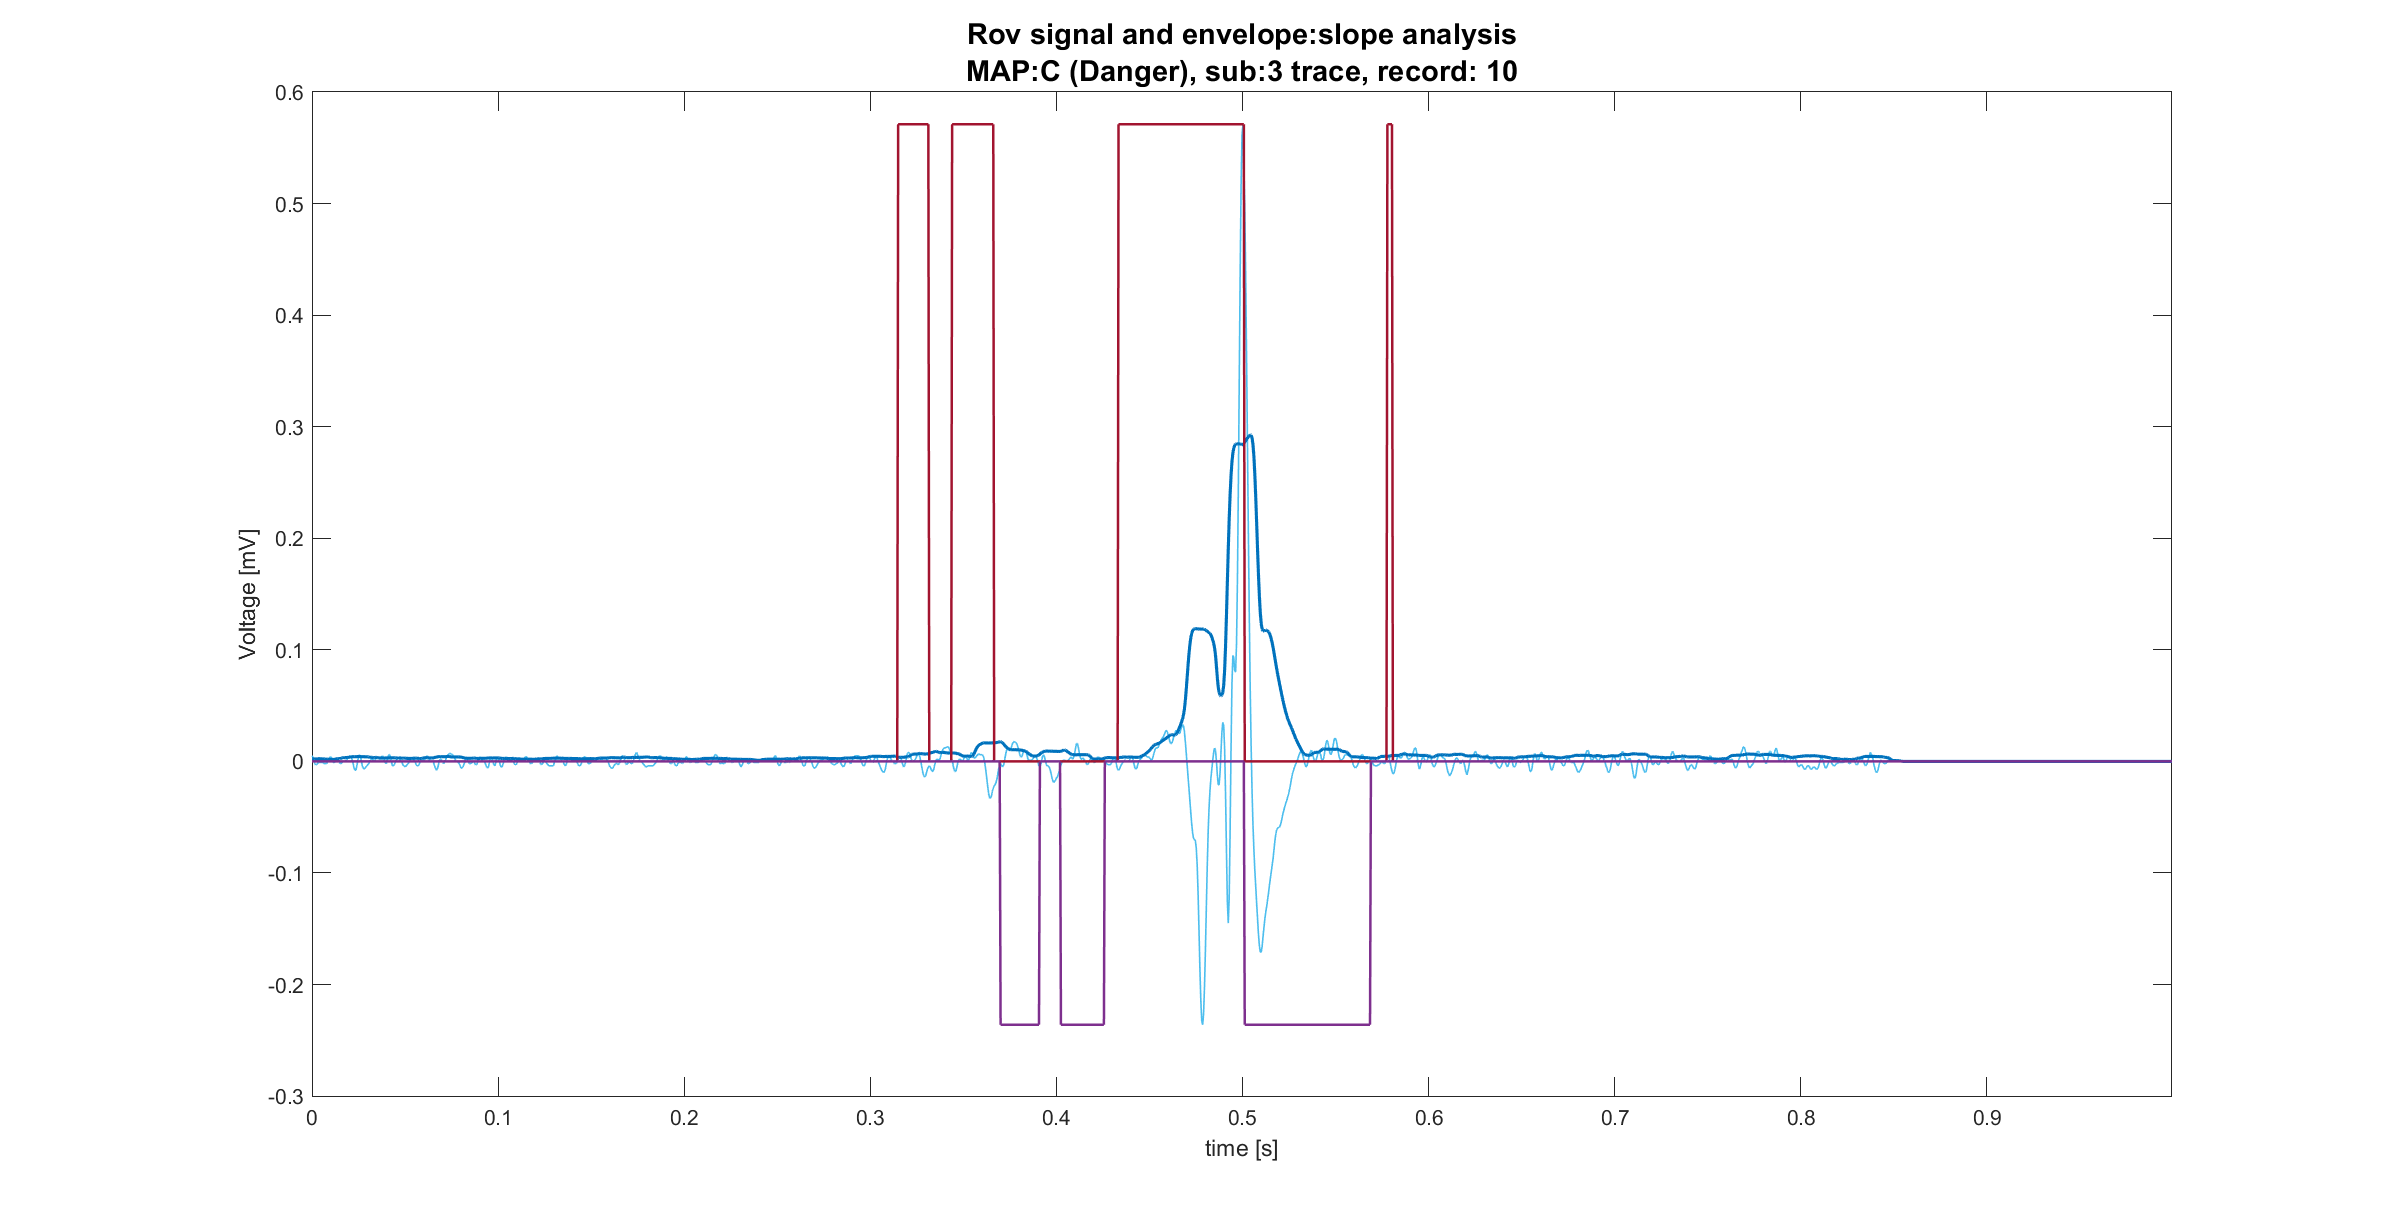 Rov signal and envelope:slope analysis
MAP:C (Danger), sub:3 trace, record: 10
0.6
0.5
0.4
0.3
0.2
0.1
0
-0.1
-0.2
-0.3
Voltage [mV]
0 0.1 0.2 0.3 0.4 0.5 0.6 0.7 0.8 0.9
time [s]